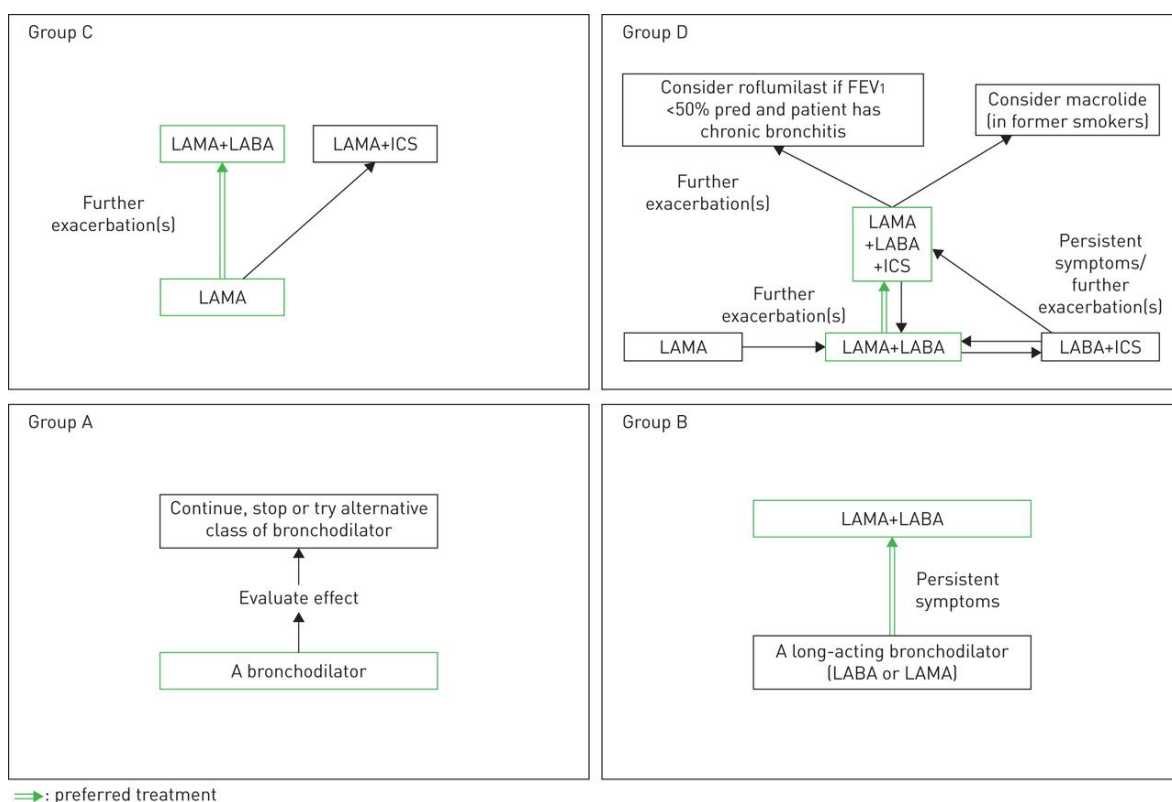 Group C
LAMA+LABA
LAMA+ICS
Further
exacerbation(s)
LAMA
Group D
Consider roflumilast if FEV1
<50% pred and patient has
chronic bronchitis
Consider macrolide
(in former smokers)
Further
exacerbation(s)
LAMA
+LABA
+ICS
Persistent
symptoms/
further
exacerbation(s)
Further
exacerbation(s)
LAMA
LAMA+LABA
LABA+ICS
Group A
Continue, stop or try alternative
class of bronchodilator
Evaluate effect
A bronchodilator
Group B
LAMA+LABA
Persistent
symptoms
A long-acting bronchodilator
(LABA or LAMA)
: preferred treatment